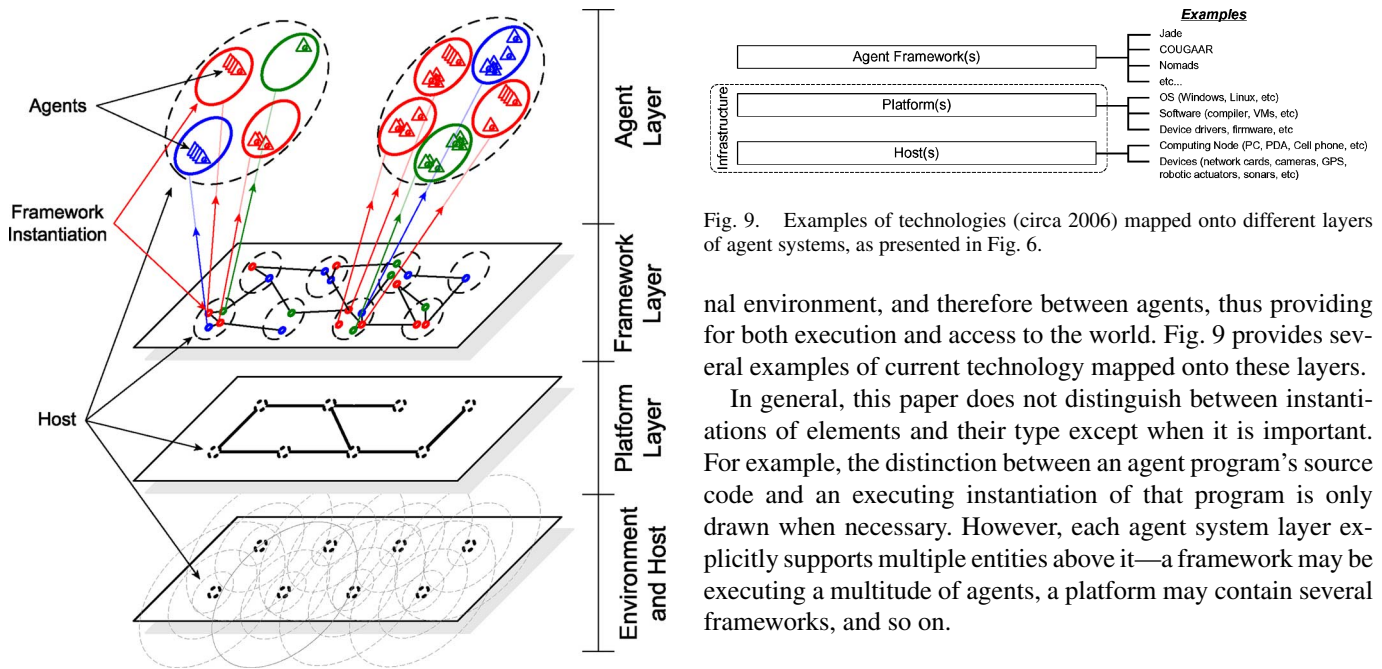 Agents
Framework
Instantiation
Host
Agent
Layer
Framework
Layer
Platform
Layer
Environment
and Host
Examples
Agent Framework(s)
Jade
COUGAAR
Nomads
etc...
Infrastructure
Platform(s)
OS (Windows, Linux, etc)
Software (compiler, VMs, etc)
Device drivers, firmware, etc
Host(s)
Computing Node (PC, PDA, Cell phone, etc)
Devices (network cards, cameras, GPS,
robotic actuators, sonars, etc)
Fig. 9. Examples of technologies (circa 2006) mapped onto different layers
of agent systems, as presented in Fig. 6.
nal environment, and therefore between agents, thus providing
for both execution and access to the world. Fig. 9 provides sev-
eral examples of current technology mapped onto these layers.
In general, this paper does not distinguish between instanti-
ations of elements and their type except when it is important.
For example, the distinction between an agent program's source
code and an executing instantiation of that program is only
drawn when necessary. However, each agent system layer ex-
plicitly supports multiple entities above it—a framework may be
executing a multitude of agents, a platform may contain several
frameworks, and so on.